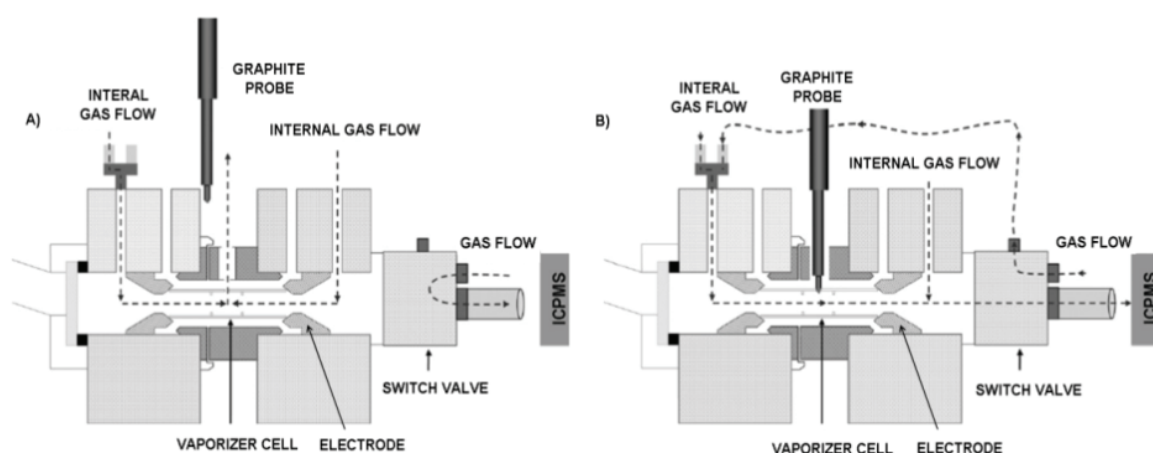 A)
GRAPHITE
PROBE
INTERAL
GAS FLOW
INTERNAL GAS FLOW
GAS FLOW
ICPMS
SWITCH VALVE
VAPORIZER CELL
ELECTRODE
B)
GRAPHITE
PROBE
INTERAL
GAS FLOW
INTERNAL GAS FLOW
GAS FLOW
ICPMS
SWITCH VALVE
VAPORIZER CELL
ELECTRODE